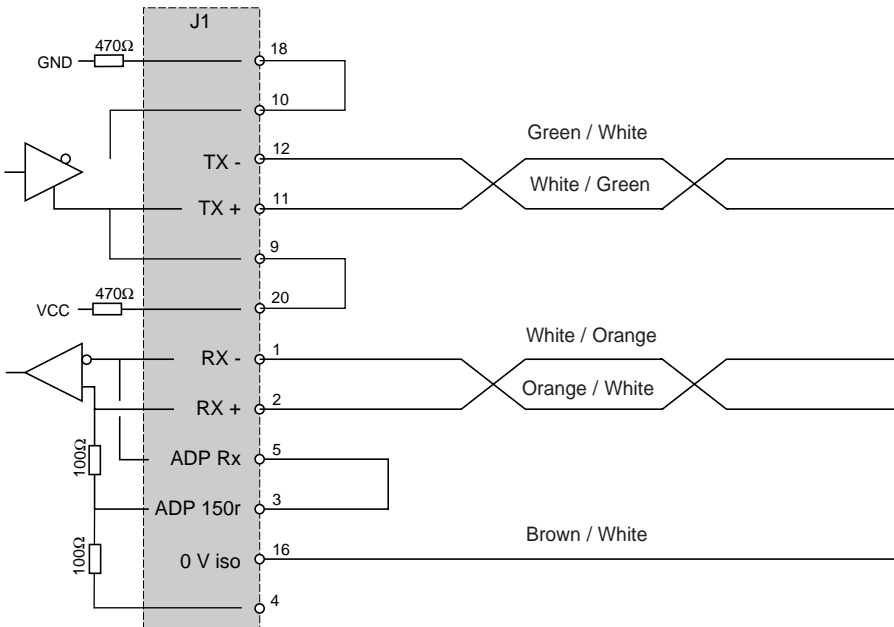 J1
470Ω
18
GND
10
Green / White
12
TX -
White / Green
11
TX +
9
470Ω
20
VCC
White / Orange
1
RX -
Orange / White
2
RX +
100Ω
5
ADP Rx
3
ADP 150r
Brown / White
16
100Ω
0 V iso
4